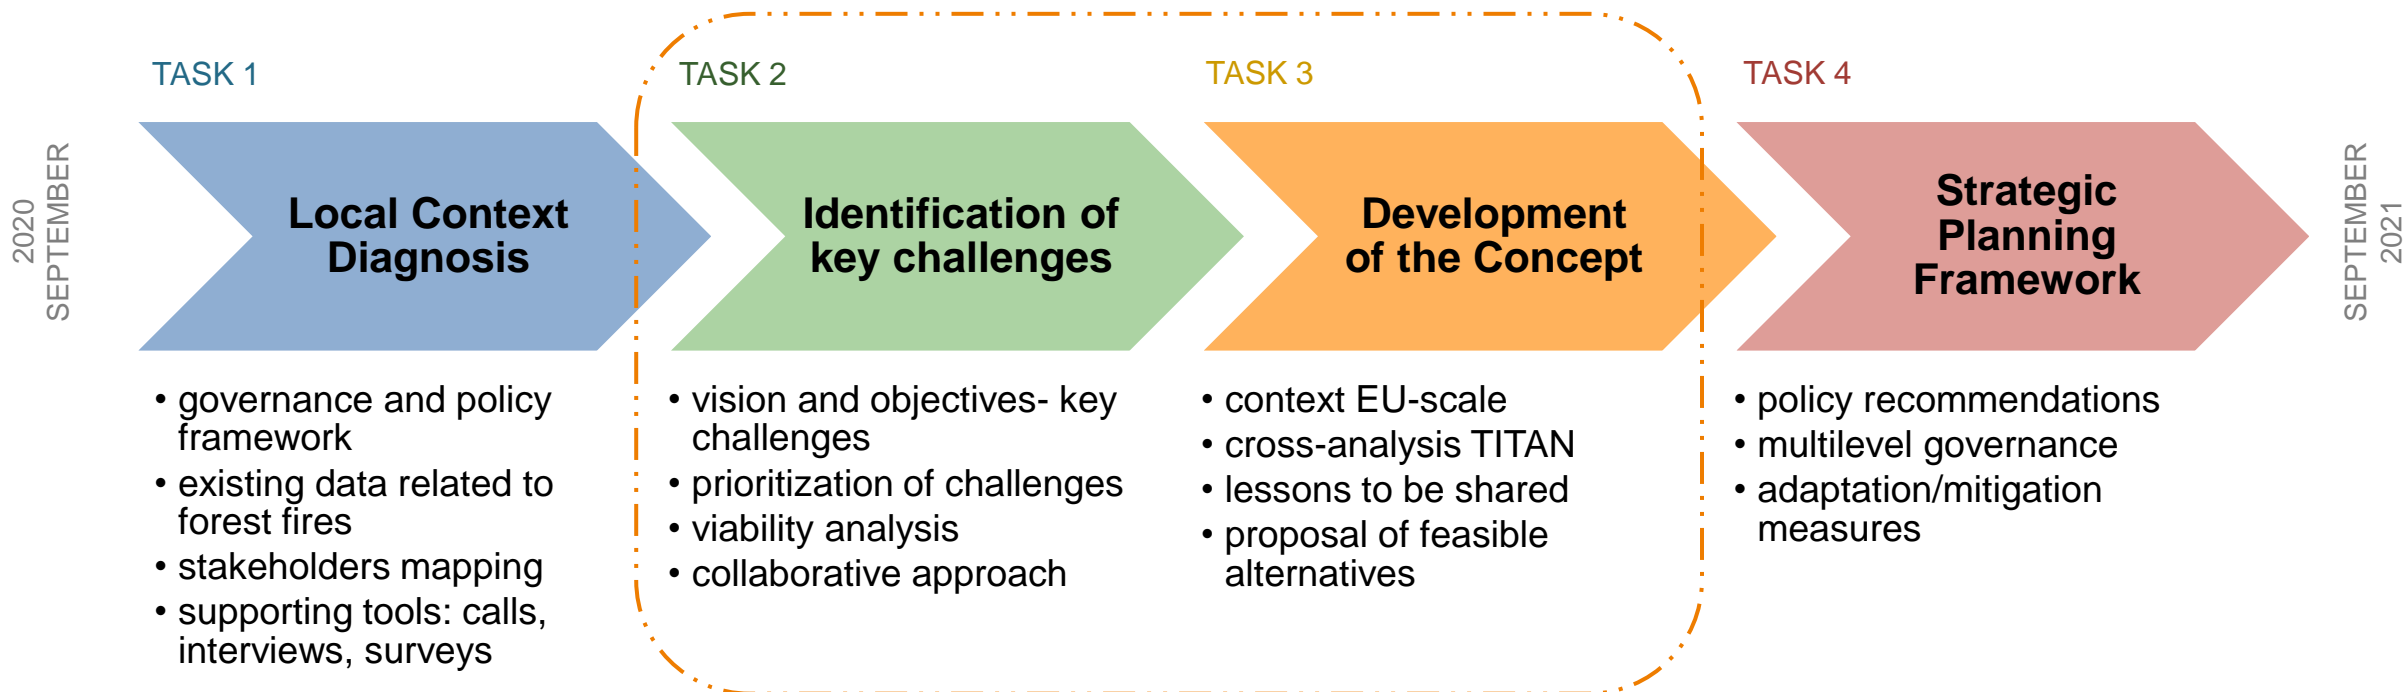 2020
SEPTEMBER
TASK 1
Local Context
Diagnosis
• governance and policy
framework
• existing data related to
forest fires
• stakeholders mapping
• supporting tools: calls,
interviews, surveys
TASK 2
Identification of
key challenges
• vision and objectives- key
challenges
• prioritization of challenges
• viability analysis
• collaborative approach
TASK 3
Development
of the Concept
• context EU-scale
• cross-analysis TITAN
• lessons to be shared
• proposal of feasible
alternatives
TASK 4
Strategic
Planning
Framework
• policy recommendations
• multilevel governance
• adaptation/mitigation
measures
SEPTEMBER
2021